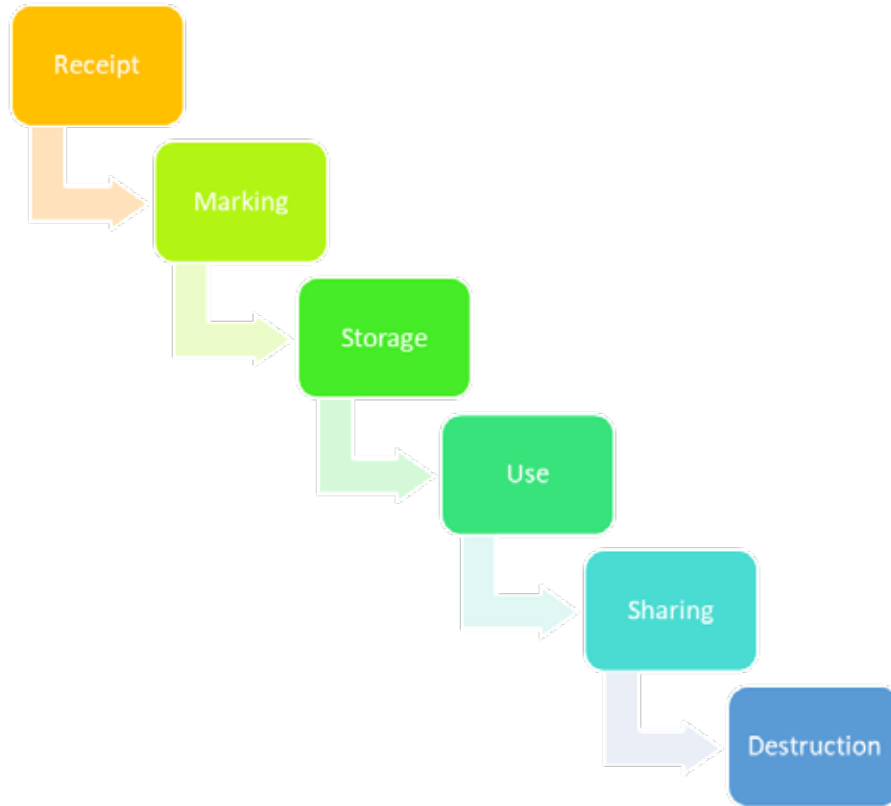 Receipt
Marking
Storage
Use
Sharing
Destruction